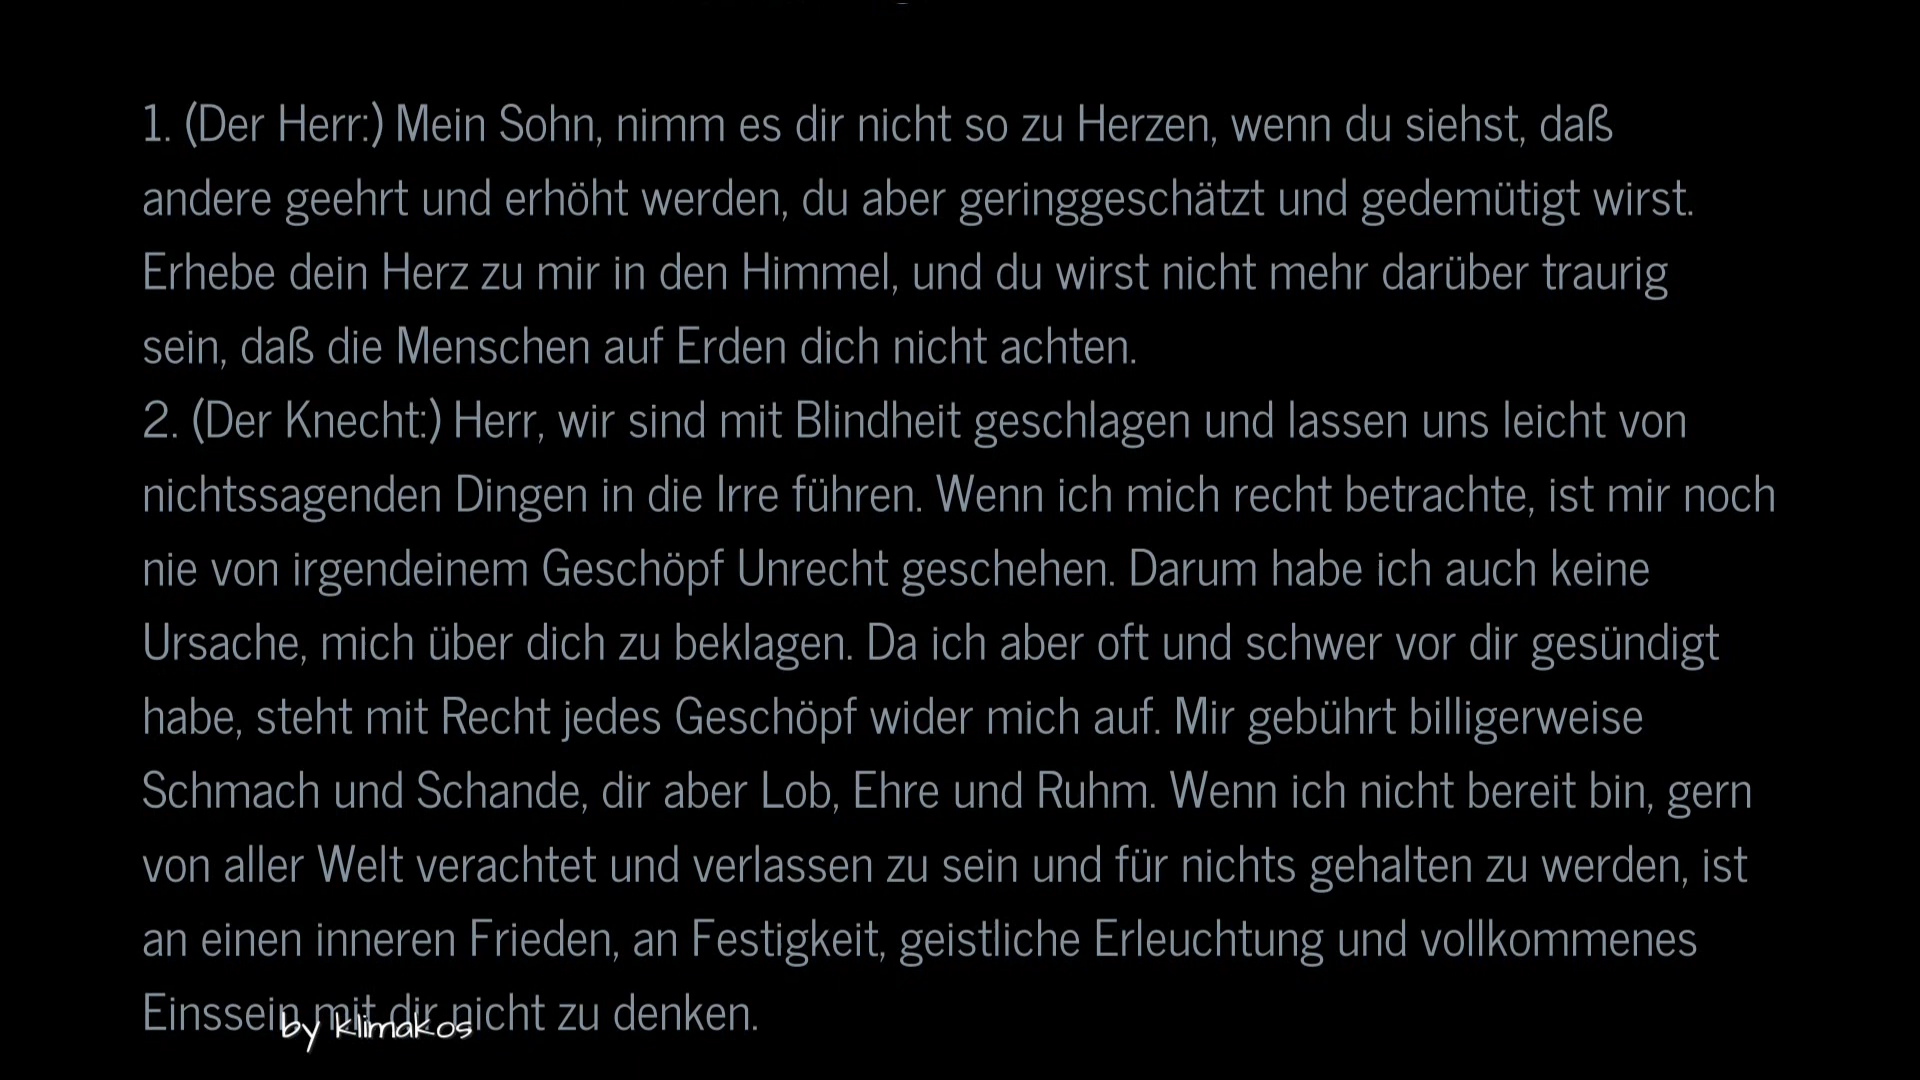 1. (Der Herr:) Mein Sohn, nimm es dir nicht so zu Herzen, wenn du siehst, daß
andere geehrt und erhöht werden, du aber geringgeschätzt und gedemütigt wirst.
Erhebe dein Herz zu mir in den Himmel, und du wirst nicht mehr darüber traurig
sein, daß die Menschen auf Erden dich nicht achten.
2. (Der Knecht:) Herr, wir sind mit Blindheit geschlagen und lassen uns leicht von
nichtssagenden Dingen in die Irre führen. Wenn ich mich recht betrachte, ist mir noch
nie von irgendeinem Geschöpf Unrecht geschehen. Darum habe ich auch keine
Ursache, mich über dich zu beklagen. Da ich aber oft und schwer vor dir gesündigt
habe, steht mit Recht jedes Geschöpf wider mich auf. Mir gebührt billigerweise
Schmach und Schande, dir aber Lob, Ehre und Ruhm. Wenn ich nicht bereit bin, gern
von aller Welt verachtet und verlassen zu sein und für nichts gehalten zu werden, ist
an einen inneren Frieden, an Festigkeit, geistliche Erleuchtung und vollkommenes
Einssein mit dir nicht zu denken.
by klimakos